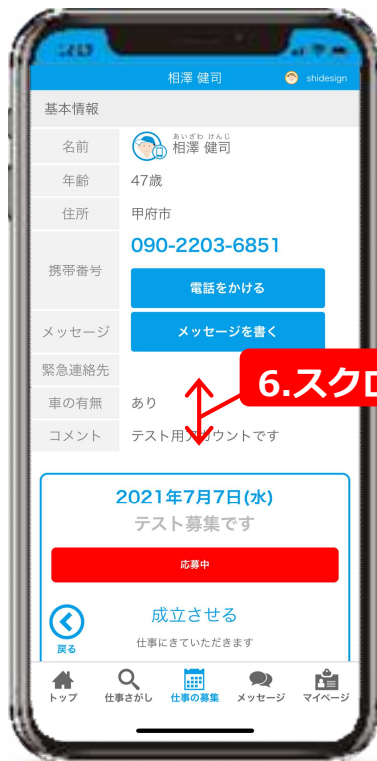 相澤 健司
shidesign
基本情報
名前
あいざわ けんじ
相澤 健司
年齢
47歳
住所
甲府市
携帯番号
090-2203-6851
電話をかける
メッセージ
メッセージを書く
緊急連絡先
6.スクロ
車の有無
あり
コメント
テスト用アカウントです
2021年7月7日(水)
テスト募集です
応募中
成立させる
戻る
仕事にきていただきます
トップ
仕事さがし
仕事の募集
メッセージ
マイページ